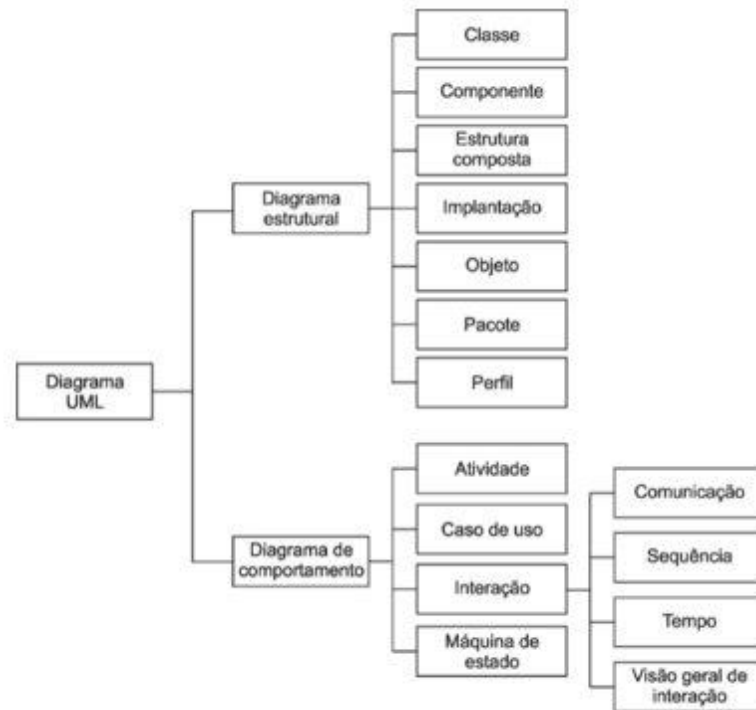 Diagrama
UML
Diagrama
estrutural
Classe
Componente
Estrutura
composta
Implantação
Objeto
Pacote
Perfil
Diagrama de
comportamento
Atividade
Caso de uso
Interação
Máquina de
estado
Comunicação
Sequência
Tempo
Visão geral de
interação